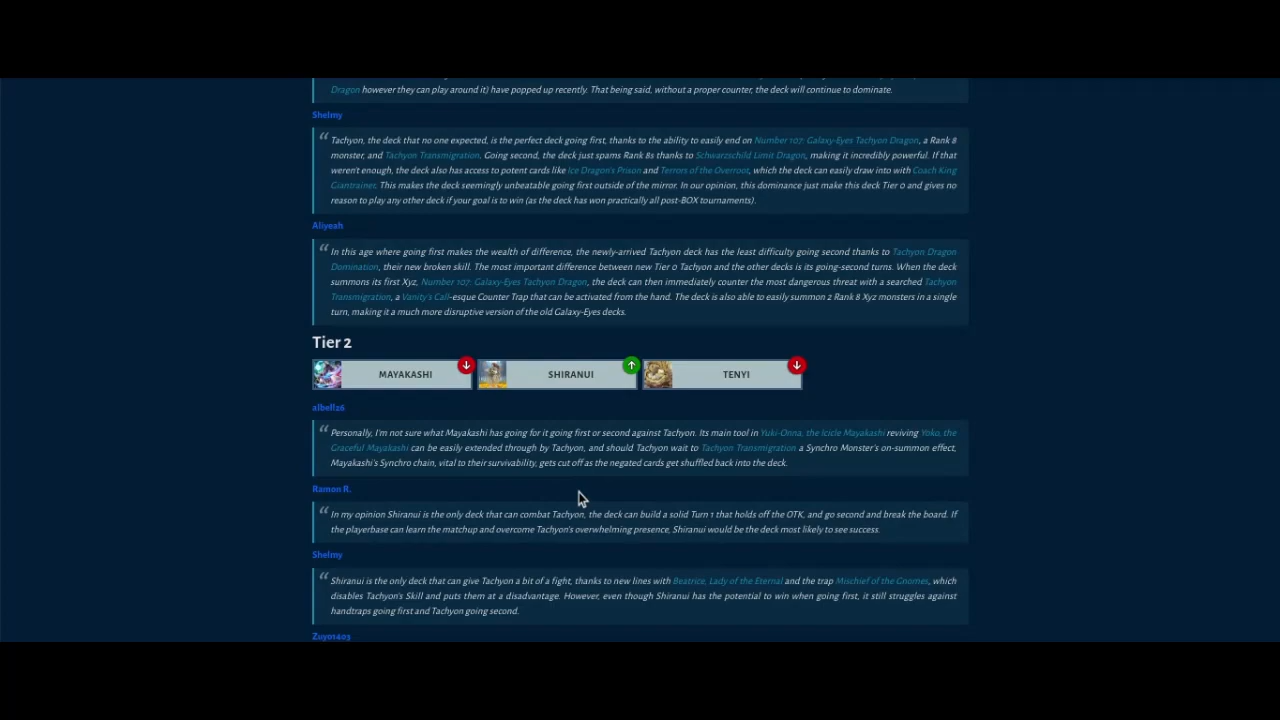 Dragon however they can play around it) have popped up recently. That being said, without a proper counter, the deck will continue to dominate.
Shelmy
“ Tachyon, the deck that no one expected, is the perfect deck going first, thanks to the ability to easily end on Number 107: Galaxy-Eyes Tachyon Dragon, a Rank 8
monster, and Tachyon Transmigration. Going second, the deck just spams Rank 8s thanks to Schwarzschild Limit Dragon, making it incredibly powerful. If that
weren't enough, the deck also has access to potent cards like Ice Dragon's Prison and Terrors of the Overroot, which the deck can easily draw into with Coach King
Giantrainer. This makes the deck seemingly unbeatable going first outside of the mirror. In our opinion, this dominance just make this deck Tier 0 and gives no
reason to play any other deck if your goal is to win (as the deck has won practically all post-BOX tournaments).
Aliyeah
“ In this age where going first makes the wealth of difference, the newly-arrived Tachyon deck has the least difficulty going second thanks to Tachyon Dragon
Domination, their new broken skill. The most important difference between new Tier 0 Tachyon and the other decks is its going-second turns. When the deck
summons its first Xyz, Number 107: Galaxy-Eyes Tachyon Dragon, the deck can then immediately counter the most dangerous threat with a searched Tachyon
Transmigration, a Vanity's Call-esque Counter Trap that can be activated from the hand. The deck is also able to easily summon 2 Rank 8 Xyz monsters in a single
turn, making it a much more disruptive version of the old Galaxy-Eyes decks.
Tier 2
MAYAKASHI SHIRANUI TENYI
albelf26
“ Personally, I'm not sure what Mayakashi has going for it going first or second against Tachyon. Its main tool in Yuki-Onna, the Icicle Mayakashi reviving Yoko, the
Graceful Mayakashi can be easily extended through by Tachyon, and should Tachyon wait to Tachyon Transmigration a Synchro Monster's on-summon effect,
Mayakashi's Synchro chain, vital to their survivability, gets cut off as the negated cards get shuffled back into the deck.
Ramon R.
“ In my opinion Shiranui is the only deck that can combat Tachyon, the deck can build a solid Turn 1 that holds off the OTK, and go second and break the board. If
the playerbase can learn the matchup and overcome Tachyon's overwhelming presence, Shiranui would be the deck most likely to see success.
Shelmy
“ Shiranui is the only deck that can give Tachyon a bit of a fight, thanks to new lines with Beatrice, Lady of the Eternal and the trap Mischief of the Gnomes, which
disables Tachyon's Skill and puts them at a disadvantage. However, even though Shiranui has the potential to win when going first, it still struggles against
handtraps going first and Tachyon going second.
Zuyo1403